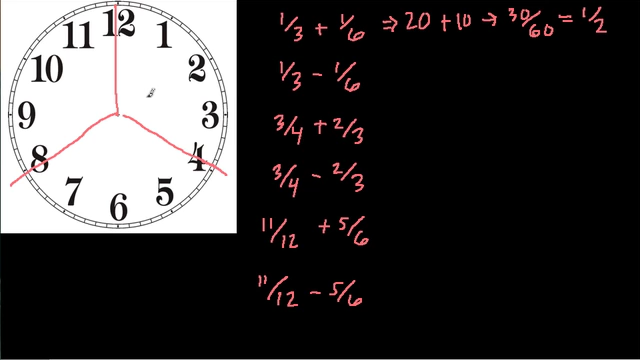 12
11 1
10 2
9 3
8 4
7 5
6
1/3 + 1/6 ⇒ 20 + 10 → 30/60 = 1/2
1/3 - 1/6
3/4 + 2/3
3/4 - 2/3
11/12 + 5/6
11/12 - 5/6